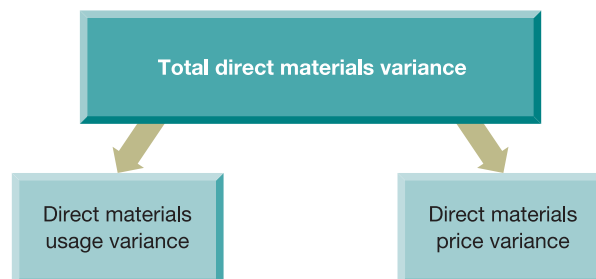 Total direct materials variance
Direct materials
usage variance
Direct materials
price variance